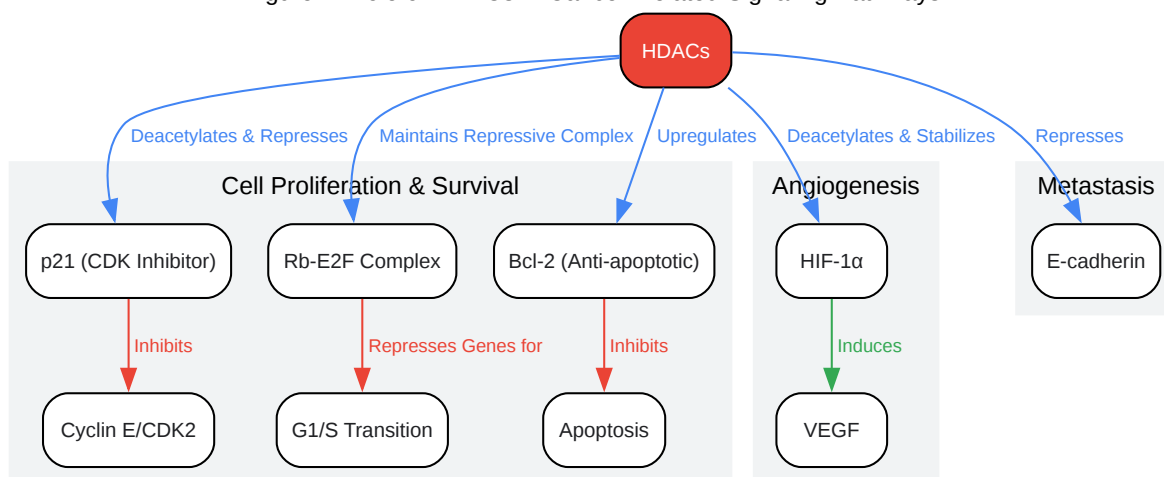 HDACs
Deacetylates & Represses
Maintains Repressive Complex
Upregulates
Deacetylates & Stabilizes
Represses
Cell Proliferation & Survival
Angiogenesis
Metastasis
p21 (CDK Inhibitor)
Rb-E2F Complex
Bcl-2 (Anti-apoptotic)
HIF-1α
E-cadherin
Inhibits
Represses Genes for
Inhibits
Induces
Cyclin E/CDK2
G1/S Transition
Apoptosis
VEGF